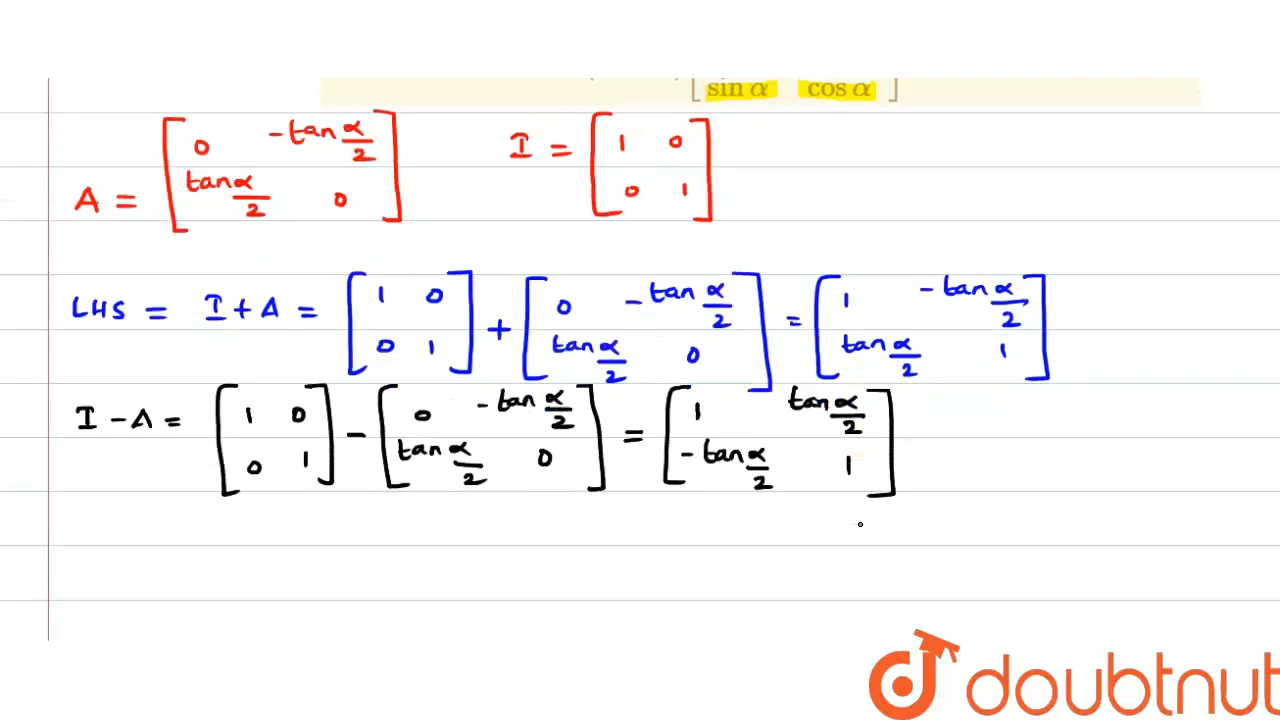 [ sin α cos α ]
A = [ 0 -tan α/2 ; tan α/2 0 ] I = [ 1 0 ; 0 1 ]
LHS = I + A = [ 1 0 ; 0 1 ] + [ 0 -tan α/2 ; tan α/2 0 ] = [ 1 -tan α/2 ; tan α/2 1 ]
I - A = [ 1 0 ; 0 1 ] - [ 0 -tan α/2 ; tan α/2 0 ] = [ 1 tan α/2 ; -tan α/2 1 ]
doubtnut